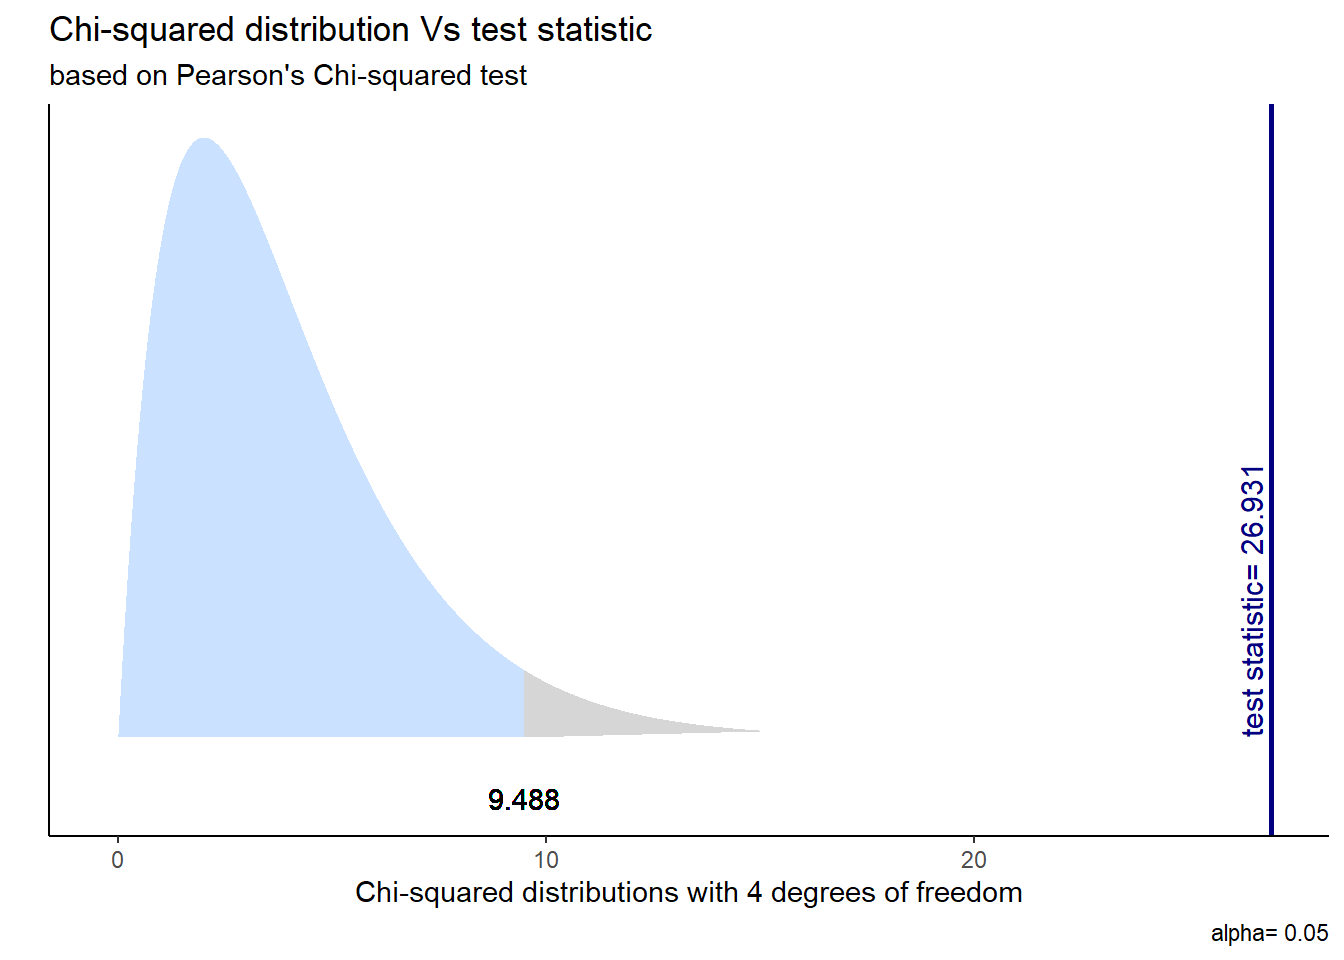 Chi-squared distribution Vs test statistic
based on Pearson's Chi-squared test
test statistic= 26.931
9.488
0 10 20
Chi-squared distributions with 4 degrees of freedom
alpha= 0.05